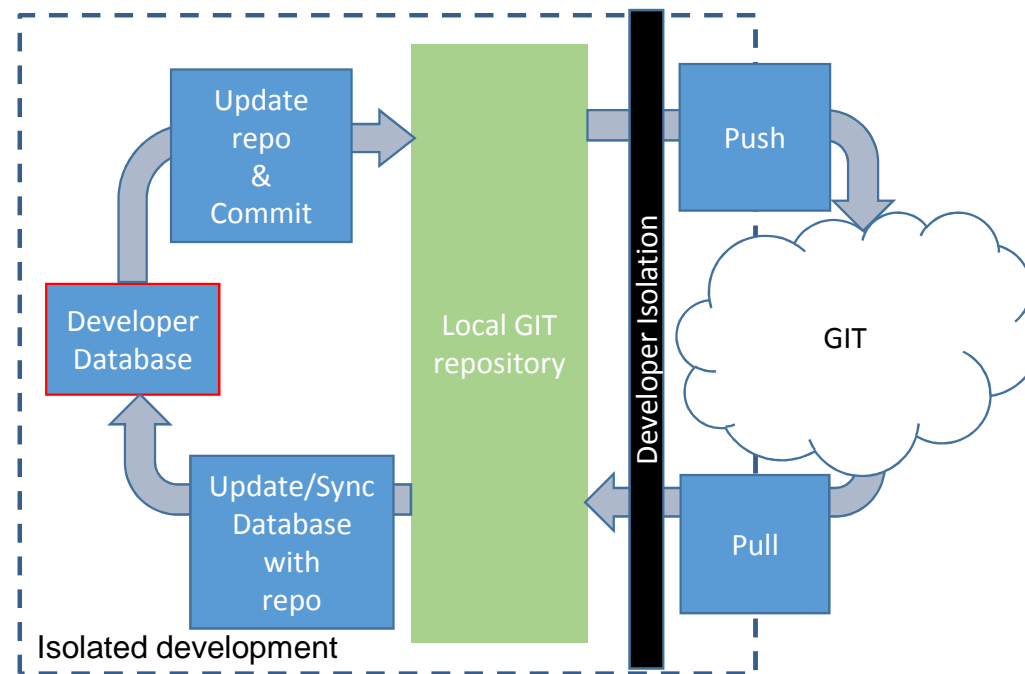 Update
repo
&
Commit
Push
Developer
Database
Local GIT
repository
Developer Isolation
GIT
Update/Sync
Database
with
repo
Pull
Isolated development